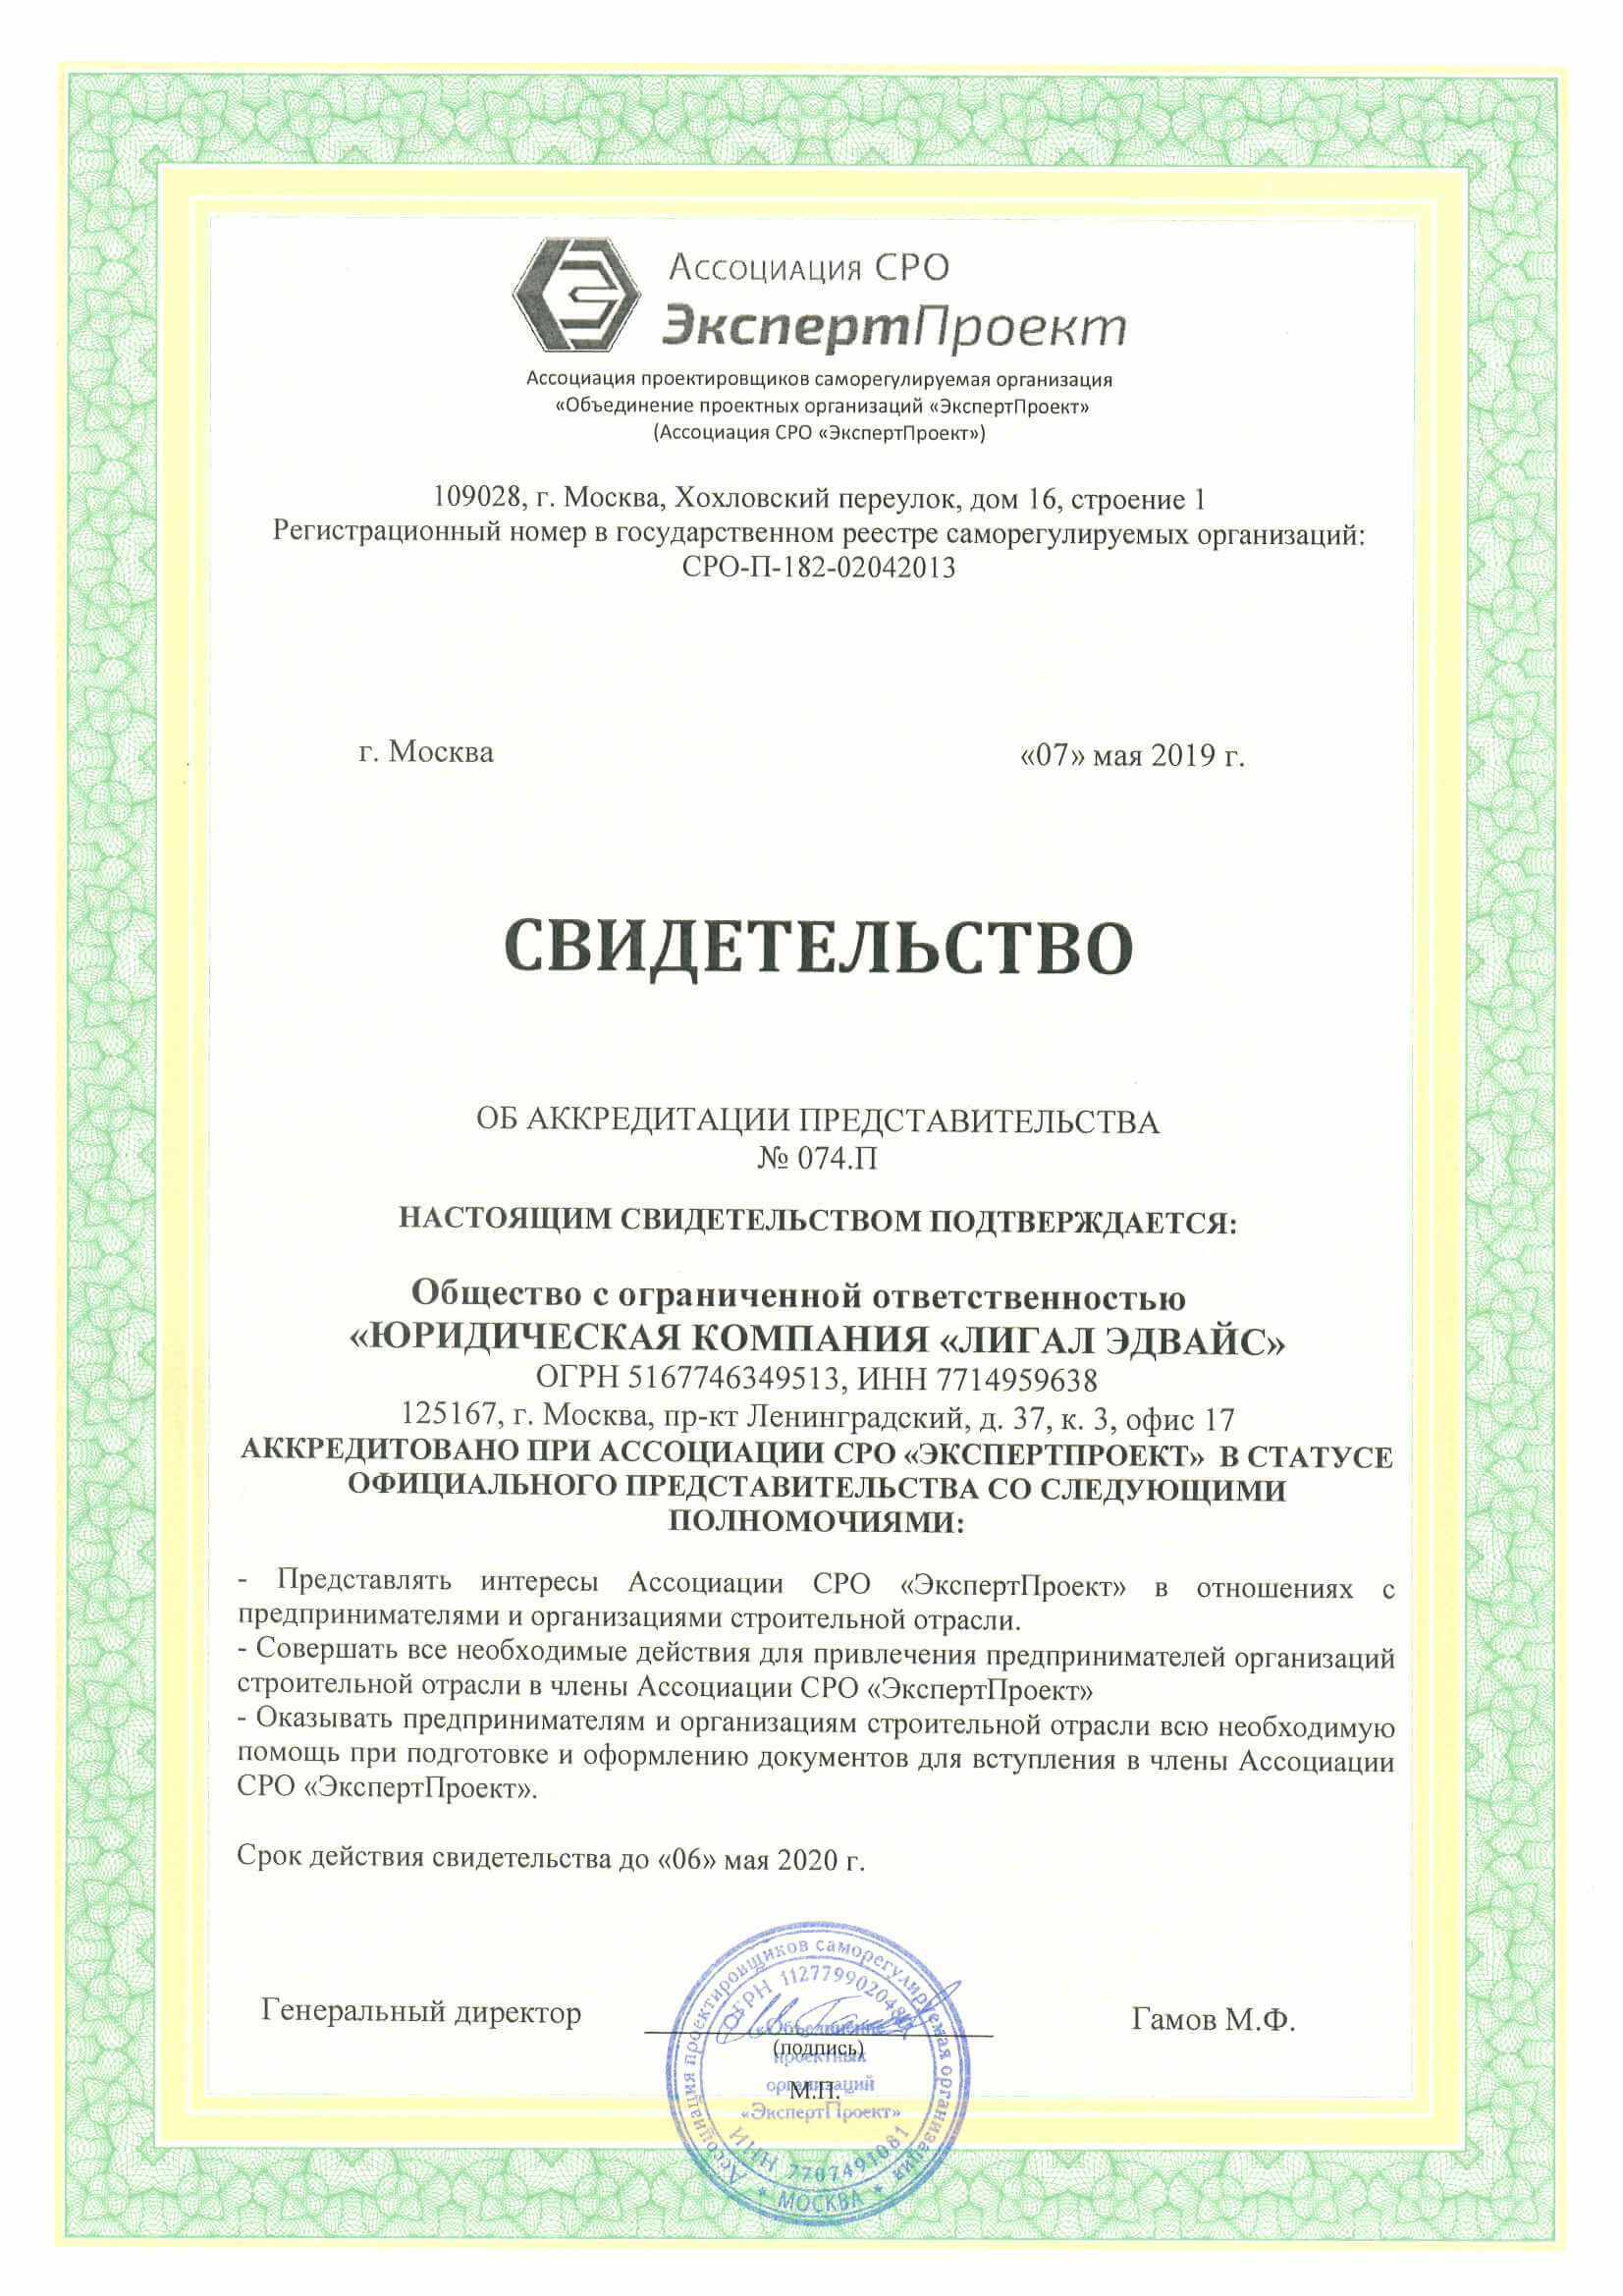 Ассоциация СРО
ЭкспертПроект
Ассоциация проектировщиков саморегулируемая организация
«Объединение проектных организаций «ЭкспертПроект»
(Ассоциация СРО «ЭкспертПроект»)
109028, г. Москва, Хохловский переулок, дом 16, строение 1
Регистрационный номер в государственном реестре саморегулируемых организаций:
СРО-П-182-02042013
г. Москва
«07» мая 2019 г.
СВИДЕТЕЛЬСТВО
ОБ АККРЕДИТАЦИИ ПРЕДСТАВИТЕЛЬСТВА
№ 074.П
НАСТОЯЩИМ СВИДЕТЕЛЬСТВОМ ПОДТВЕРЖДАЕТСЯ:
Общество с ограниченной ответственностью
«ЮРИДИЧЕСКАЯ КОМПАНИЯ «ЛИГАЛ ЭДВАЙС»
ОГРН 5167746349513, ИНН 7714959638
125167, г. Москва, пр-кт Ленинградский, д. 37, к. 3, офис 17
АККРЕДИТОВАНО ПРИ АССОЦИАЦИИ СРО «ЭКСПЕРТПРОЕКТ» В СТАТУСЕ
ОФИЦИАЛЬНОГО ПРЕДСТАВИТЕЛЬСТВА СО СЛЕДУЮЩИМИ
ПОЛНОМОЧИЯМИ:
- Представлять интересы Ассоциации СРО «ЭкспертПроект» в отношениях с
предпринимателями и организациями строительной отрасли.
- Совершать все необходимые действия для привлечения предпринимателей организаций
строительной отрасли в члены Ассоциации СРО «ЭкспертПроект»
- Оказывать предпринимателям и организациям строительной отрасли всю необходимую
помощь при подготовке и оформлению документов для вступления в члены Ассоциации
СРО «ЭкспертПроект».
Срок действия свидетельства до «06» мая 2020 г.
Генеральный директор
(подпись)
М.П.
Гамов М.Ф.
Ассоциация проектировщиков саморегулируемая организация
ОГРН
«Объединение
проектных
организаций
«ЭкспертПроект»
ИНН 7707491081
* МОСКВА *